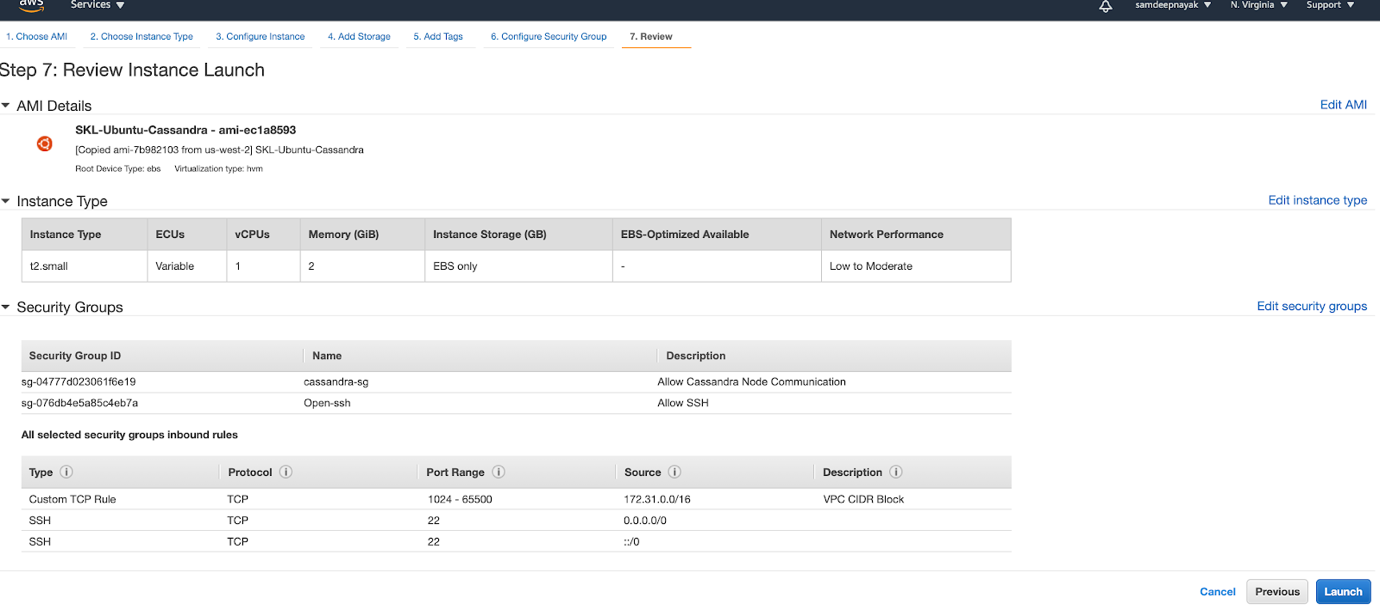 aws Services samdeepnayak N. Virginia Support
1. Choose AMI 2. Choose Instance Type 3. Configure Instance 4. Add Storage 5. Add Tags 6. Configure Security Group 7. Review
Step 7: Review Instance Launch
AMI Details Edit AMI
SKL-Ubuntu-Cassandra - ami-ec1a8593
[Copied ami-7b982103 from us-west-2] SKL-Ubuntu-Cassandra
Root Device Type: ebs Virtualization type: hvm
Instance Type Edit instance type
Instance Type ECUs vCPUs Memory (GiB) Instance Storage (GB) EBS-Optimized Available Network Performance
t2.small Variable 1 2 EBS only - Low to Moderate
Security Groups Edit security groups
Security Group ID Name Description
sg-04777d023061f6e19 cassandra-sg Allow Cassandra Node Communication
sg-076db4e5a85c4eb7a Open-ssh Allow SSH
All selected security groups inbound rules
Type Protocol Port Range Source Description
Custom TCP Rule TCP 1024 - 65500 172.31.0.0/16 VPC CIDR Block
SSH TCP 22 0.0.0.0/0
SSH TCP 22 ::/0
Cancel Previous Launch